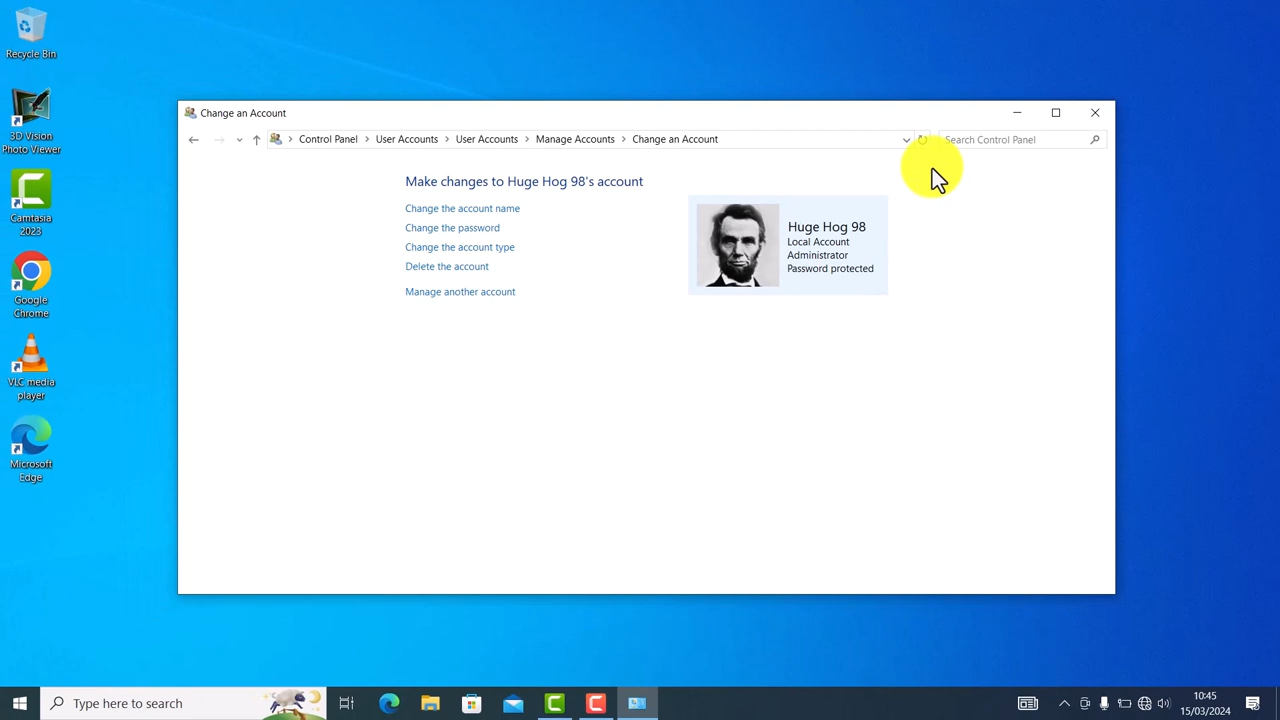 Recycle Bin
3D Vision
Photo Viewer
Camtasia
2023
Google
Chrome
VLC media
player
Microsoft
Edge
Change an Account
Control Panel > User Accounts > User Accounts > Manage Accounts > Change an Account
Search Control Panel
Make changes to Huge Hog 98's account
Change the account name
Change the password
Change the account type
Delete the account
Manage another account
Huge Hog 98
Local Account
Administrator
Password protected
Type here to search
10:45
15/03/2024